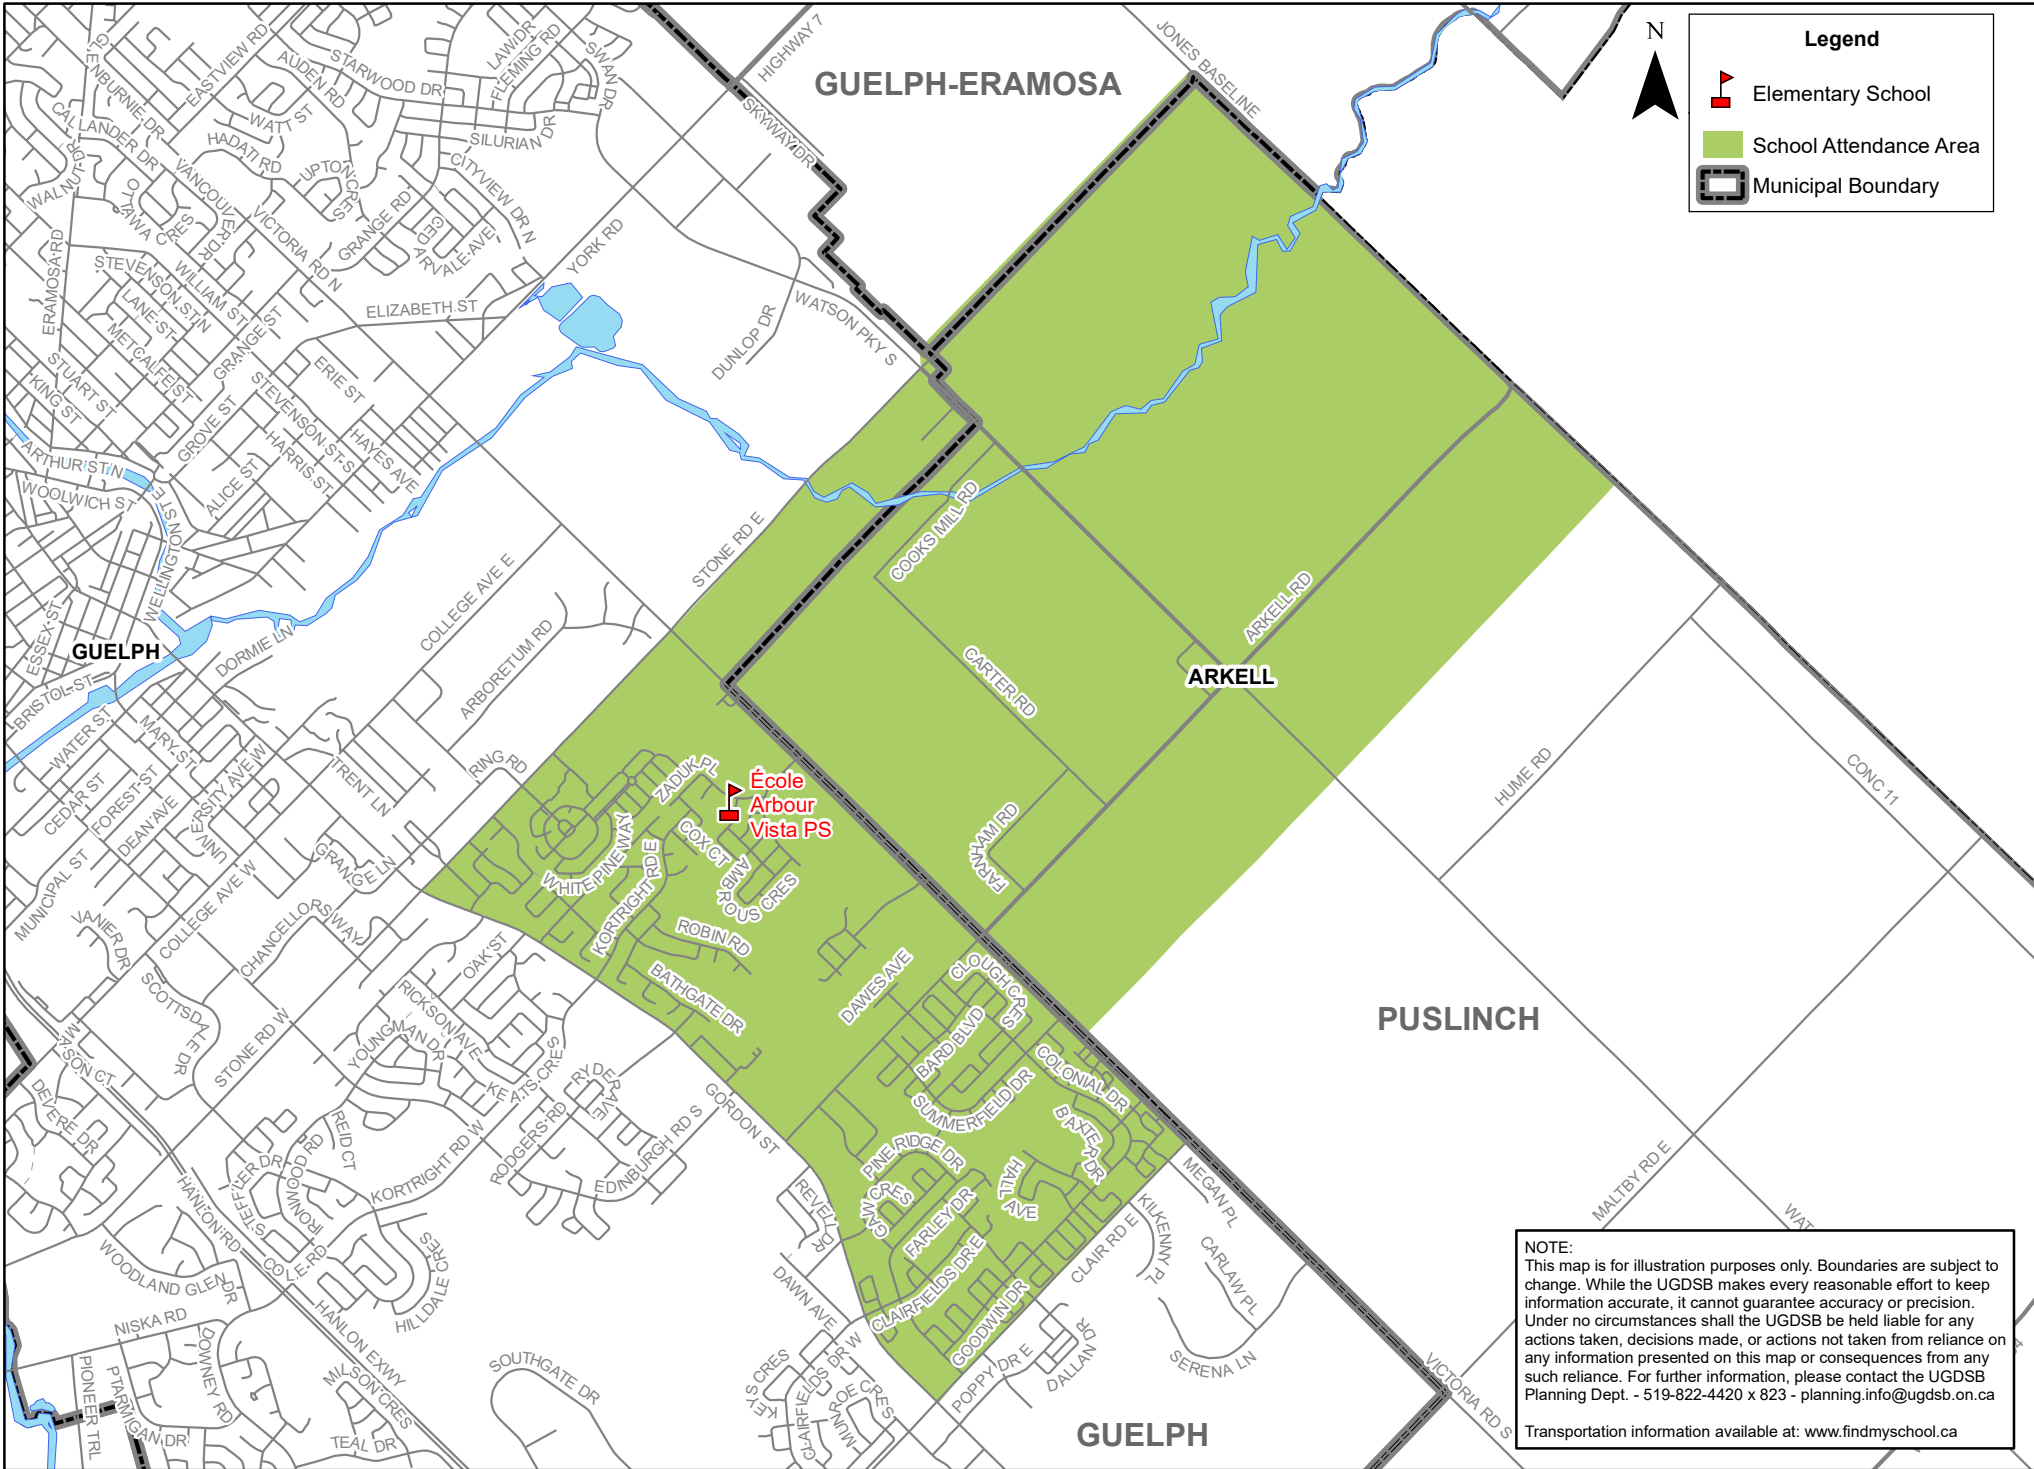 GUELPH-ERAMOSA
N
Legend
Elementary School
School Attendance Area
Municipal Boundary
GLENBURNIE DR
EASTVIEW RD
AUDEN RD
STARWOOD DR
LAW DR
FLEMING RD
SWAN DR
HIGHWAY 7
JONES BASELINE
SKYWAY DR
CALLANDER DR
WATT ST
HADATI RD
SILURIAN DR
WALNUT DR
OTTAWA CRES
VANCOUVER DR
UPTON CRES
CITYVIEW DR N
VICTORIA RD N
GRANGE RD
CEDARVALE AVE
YORK RD
ERAMOSA RD
STEVENSON ST N
WILLIAM ST
LANE ST
METCALFE ST
GRANGE ST
ELIZABETH ST
DUNLOP DR
WATSON PKY S
STUART ST
KING ST
ERIE ST
STEVENSON ST S
GROVE ST
HARRIS ST
HAYES AVE
ARTHUR ST N
WOOLWICH ST
ALICE ST
WELLINGTON ST E
COOKS MILL RD
STONE RD E
COLLEGE AVE E
ESSEX ST
GUELPH
DORMIE LN
ARBORETUM RD
ARKELL RD
ARKELL
CARTER RD
BRISTOL ST
WATER ST
MARY ST
UNIVERSITY AVE W
TRENT LN
RING RD
CEDAR ST
FOREST ST
DEAN AVE
ZADUK PL
École
Arbour
Vista PS
HUME RD
CONC 11
MUNICIPAL ST
GRANGE LN
WHITE PINE WAY
COX CT
AMBROUS CRES
KORTRIGHT RD E
FARNHAM RD
VANIER DR
COLLEGE AVE W
CHANCELLORS WAY
ROBIN RD
OAK ST
SCOTTSDALE DR
STONE RD W
RICKSON AVE
YOUNGMAN DR
BATHGATE DR
DAWES AVE
CLOUGH CRES
PUSLINCH
BARD BLVD
COLONIAL DR
SUMMERFIELD DR
BAXTER DR
DEVERE DR
KEATS CRES
RYDER AVE
GORDON ST
REID CT
RODGERS RD
EDINBURGH RD S
PINE RIDGE DR
HALL AVE
MEGAN PL
MALTBY RD E
STEFFLER DR
IRONWOOD RD
KORTRIGHT RD W
REVELL DR
GAW CRES
FARLEY DR
KILKENNY PL
CLAIR RD E
CARLAW PL
HANLON RD
COLE RD
WOODLAND GLEN DR
HILLDALE CRES
DAWN AVE
CLAIRFIELDS DR E
GOODWIN DR
NISKA RD
HANLON EXWY
SERENA LN
DALLAN DR
POPPY DR E
PIONEER TRL
PTARMIGAN DR
DOWNEY RD
MILSON CRES
TEAL DR
SOUTHGATE DR
KEYS CRES
CLAIRFIELDS DR W
MUNROE CRES
GUELPH
VICTORIA RD S
NOTE:
This map is for illustration purposes only. Boundaries are subject to
change. While the UGDSB makes every reasonable effort to keep
information accurate, it cannot guarantee accuracy or precision.
Under no circumstances shall the UGDSB be held liable for any
actions taken, decisions made, or actions not taken from reliance on
any information presented on this map or consequences from any
such reliance. For further information, please contact the UGDSB
Planning Dept. - 519-822-4420 x 823 - planning.info@ugdsb.on.ca
Transportation information available at: www.findmyschool.ca